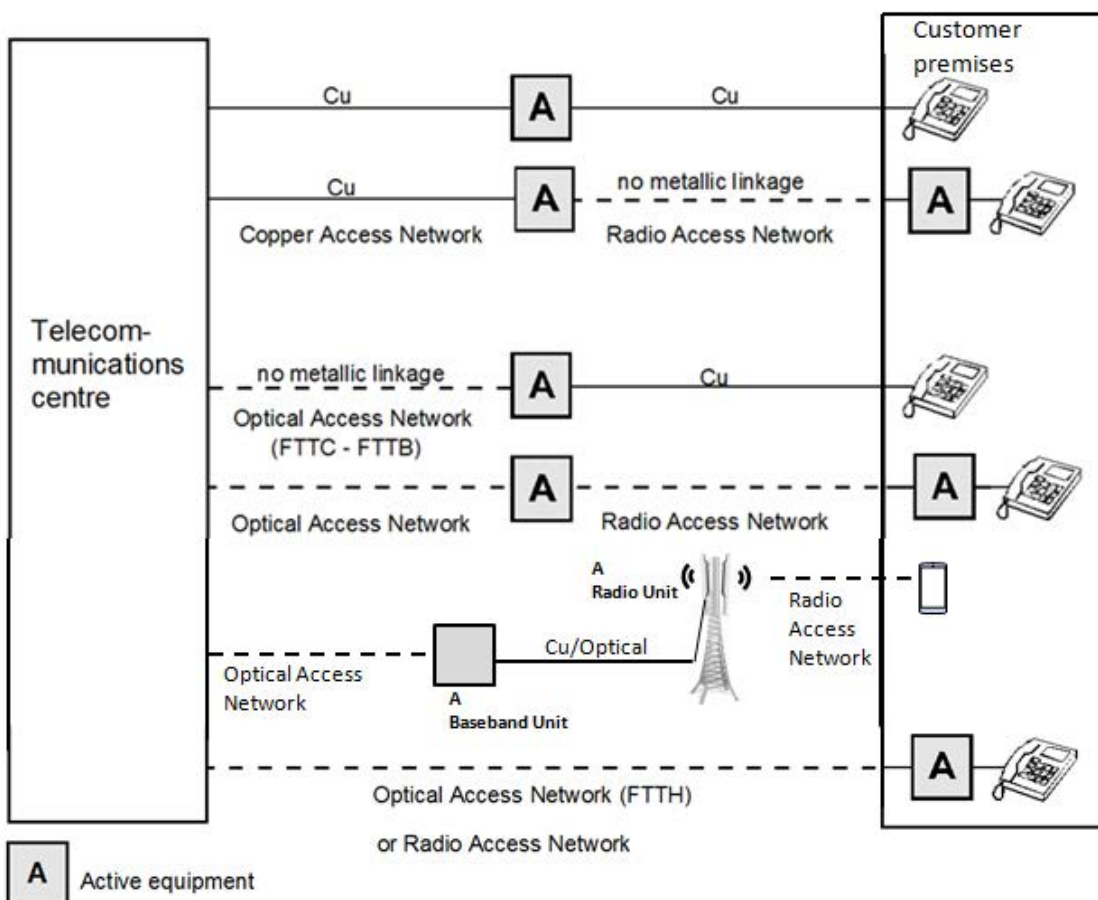 Customer
premises
Cu
A
Cu
Cu
A
no metallic linkage
A
Copper Access Network
Radio Access Network
Telecom-
munications
centre
no metallic linkage
A
Cu
Optical Access Network
(FTTC - FTTB)
A
A
Optical Access Network
Radio Access Network
A
Radio Unit
Radio
Access
Network
Cu/Optical
Optical Access
Network
A
Baseband Unit
A
Optical Access Network (FTTH)
or Radio Access Network
A
Active equipment